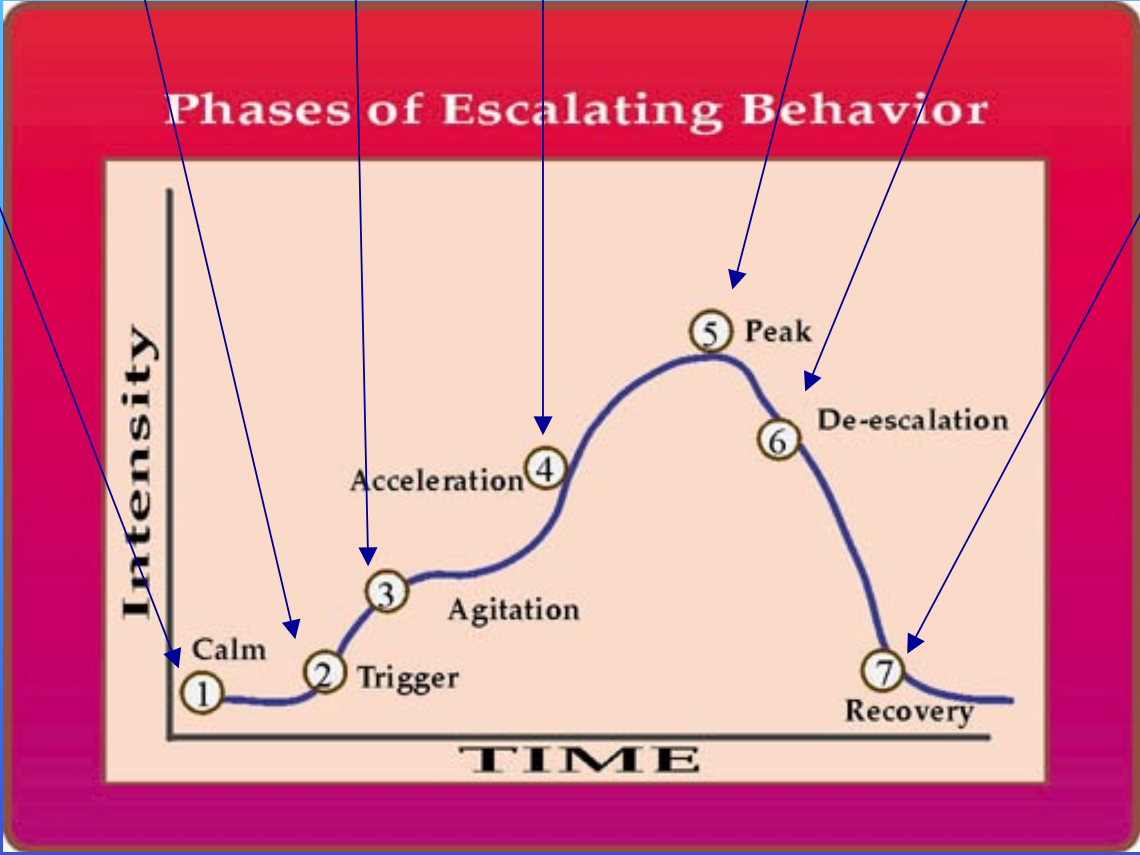 Phases of Escalating Behavior
Intensity
5 Peak
6 De-escalation
Acceleration 4
3 Agitation
Calm
1
2 Trigger
7
Recovery
TIME